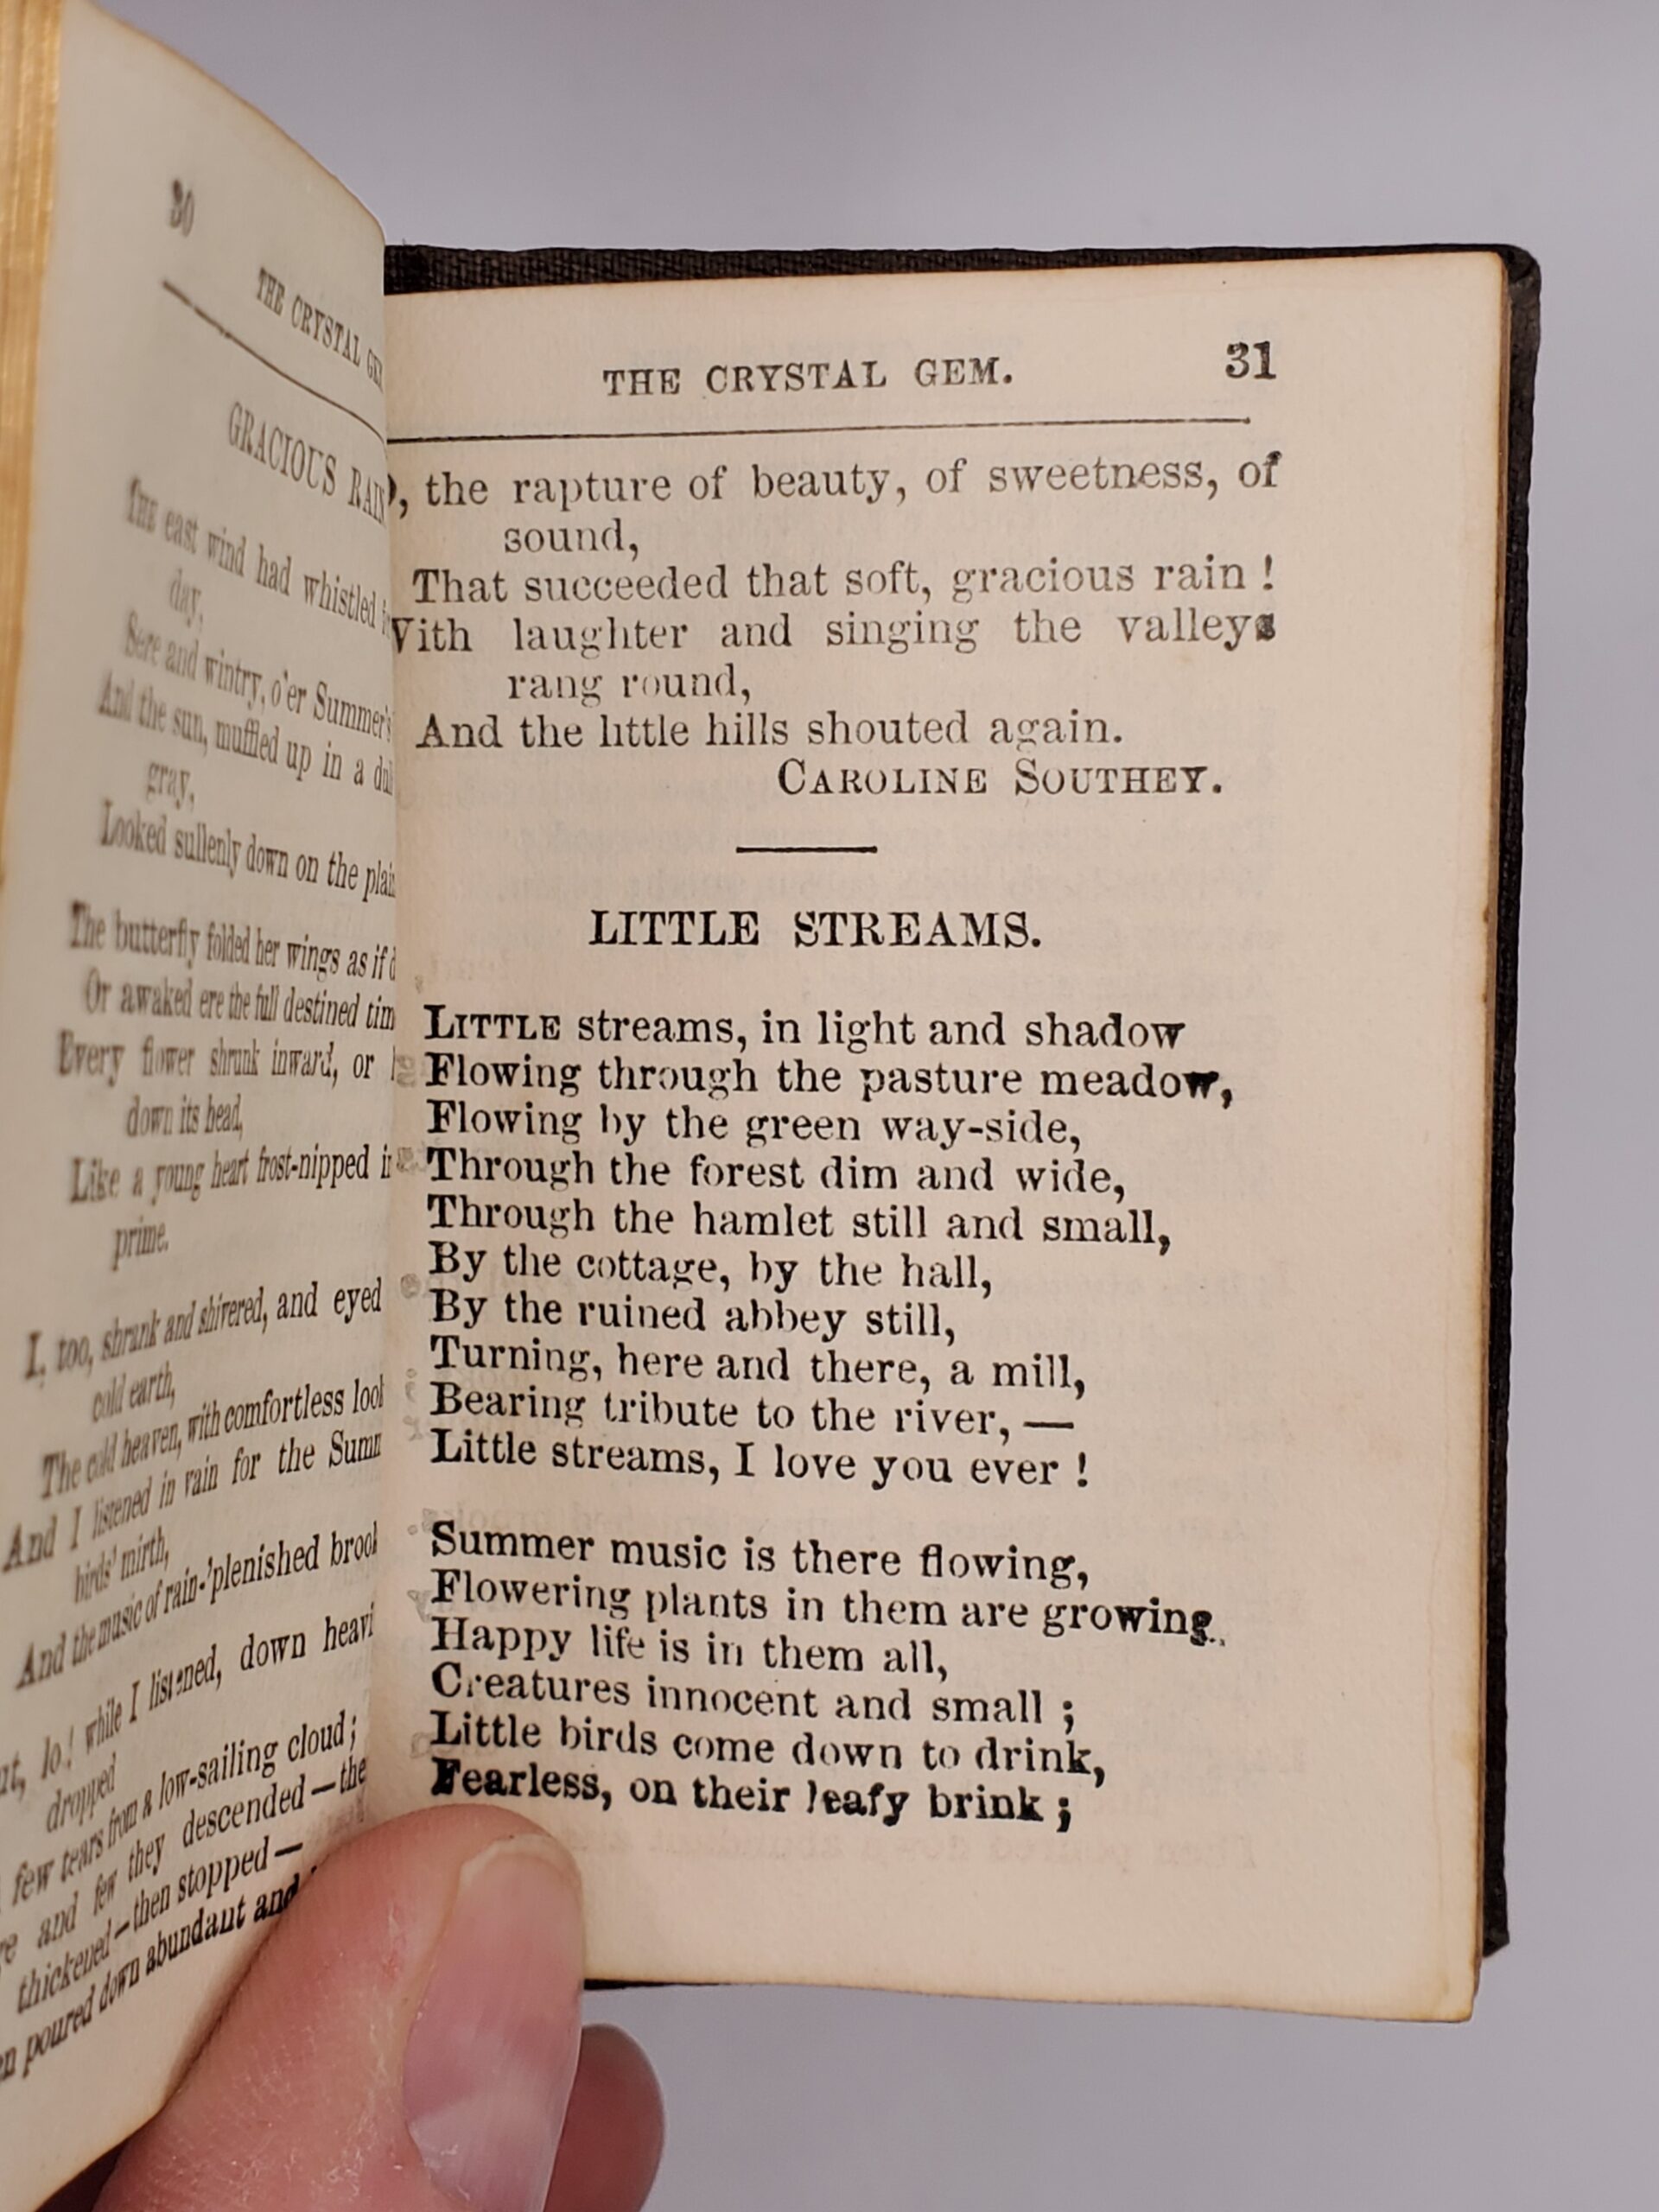 30
THE CRYSTAL
GRACIOUS RAIN
THE east wind had whistled
day,
Sere and wintry, o'er Summer's
And the sun, muffled up in a
gray,
Looked sullenly down on the
The butterfly folded her wings as if
Or awaked ere the full destined
Every flower shrunk inward, or
down its head,
Like a young heart frost-nipped
prime.
I, too, shrunk and shivered, and eyed
cold earth,
The cold heaven, with comfortless
And I listened in vain for the
birds' mirth,
And the music of rain-'plenished
lo! while I listened, down
dropped
few tears from a low-sailing cloud;
and few they descended—the
thickened—then stopped—
poured down abundant and
THE CRYSTAL GEM. 31
, the rapture of beauty, of sweetness, of
sound,
That succeeded that soft, gracious rain!
ith laughter and singing the valleys
rang round,
And the little hills shouted again.
CAROLINE SOUTHEY.
LITTLE STREAMS.
LITTLE streams, in light and shadow
Flowing through the pasture meadow,
Flowing by the green way-side,
Through the forest dim and wide,
Through the hamlet still and small,
By the cottage, by the hall,
By the ruined abbey still,
Turning, here and there, a mill,
Bearing tribute to the river,—
Little streams, I love you ever!
Summer music is there flowing,
Flowering plants in them are growing.
Happy life is in them all,
Creatures innocent and small;
Little birds come down to drink,
Fearless, on their leafy brink;